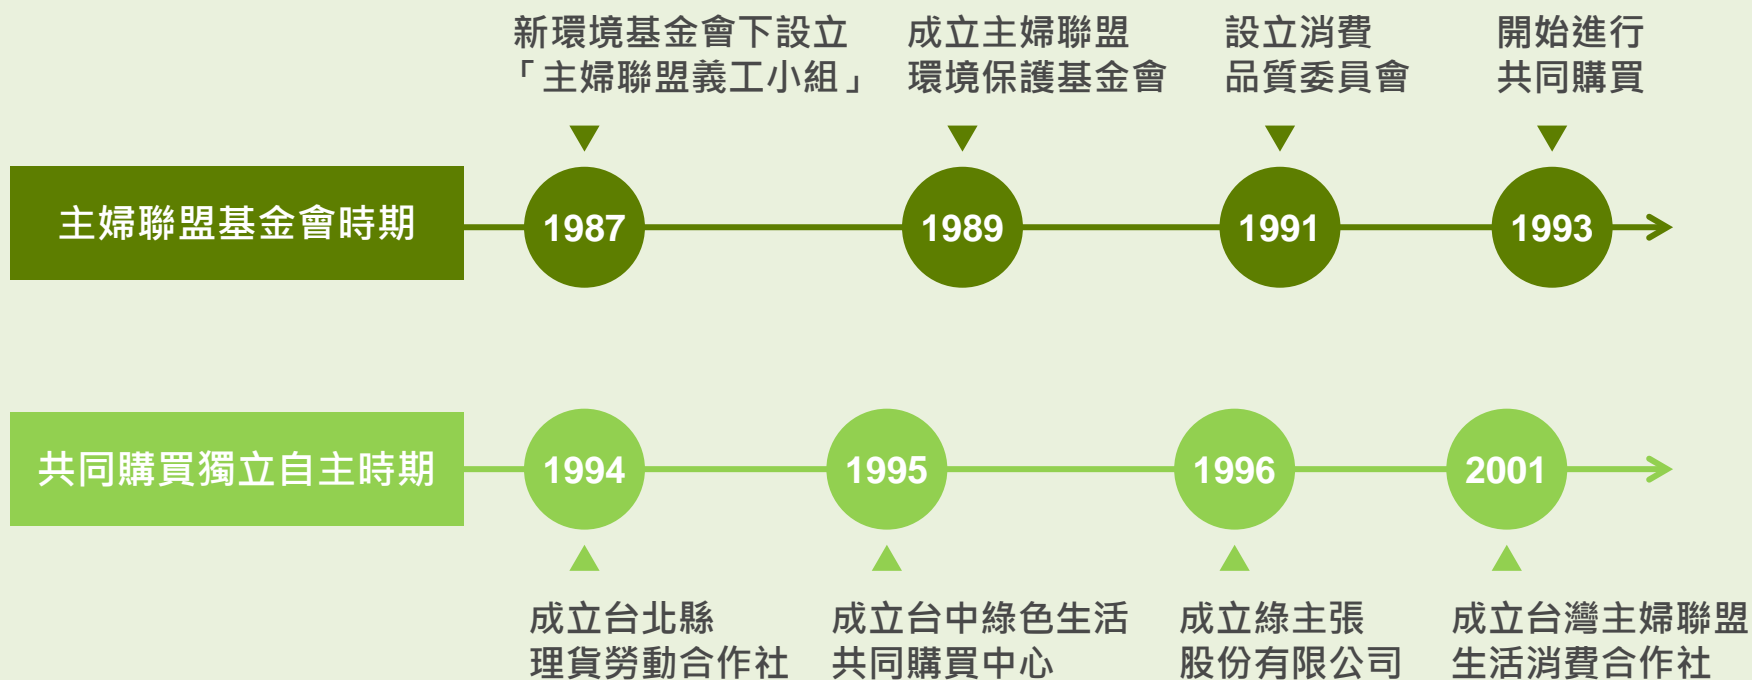 新環境基金會下設立
「主婦聯盟義工小組」
成立主婦聯盟
環境保護基金會
設立消費
品質委員會
開始進行
共同購買
主婦聯盟基金會時期
1987
1989
1991
1993
共同購買獨立自主時期
1994
1995
1996
2001
成立台北縣
理貨勞動合作社
成立台中綠色生活
共同購買中心
成立綠主張
股份有限公司
成立台灣主婦聯盟
生活消費合作社